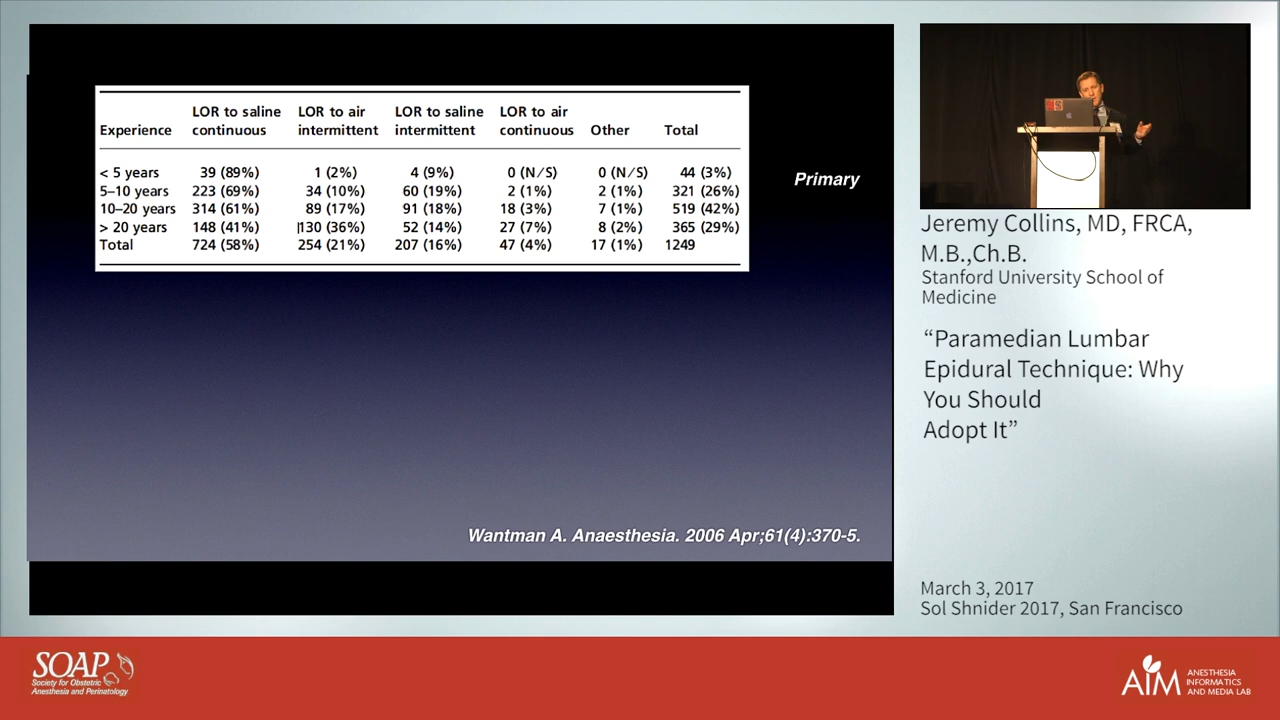 LOR to saline LOR to air LOR to saline LOR to air
Experience continuous intermittent intermittent continuous Other Total
< 5 years 39 (89%) 1 (2%) 4 (9%) 0 (N/S) 0 (N/S) 44 (3%)
5–10 years 223 (69%) 34 (10%) 60 (19%) 2 (1%) 2 (1%) 321 (26%)
10–20 years 314 (61%) 89 (17%) 91 (18%) 18 (3%) 7 (1%) 519 (42%)
> 20 years 148 (41%) 130 (36%) 52 (14%) 27 (7%) 8 (2%) 365 (29%)
Total 724 (58%) 254 (21%) 207 (16%) 47 (4%) 17 (1%) 1249
Primary
Wantman A. Anaesthesia. 2006 Apr;61(4):370-5.
Jeremy Collins, MD, FRCA,
M.B.,Ch.B.
Stanford University School of
Medicine
“Paramedian Lumbar
Epidural Technique: Why
You Should
Adopt It”
March 3, 2017
Sol Shnider 2017, San Francisco
SOAP
Society for Obstetric
Anesthesia and Perinatology
AIM
ANESTHESIA
INFORMATICS
AND MEDIA LAB